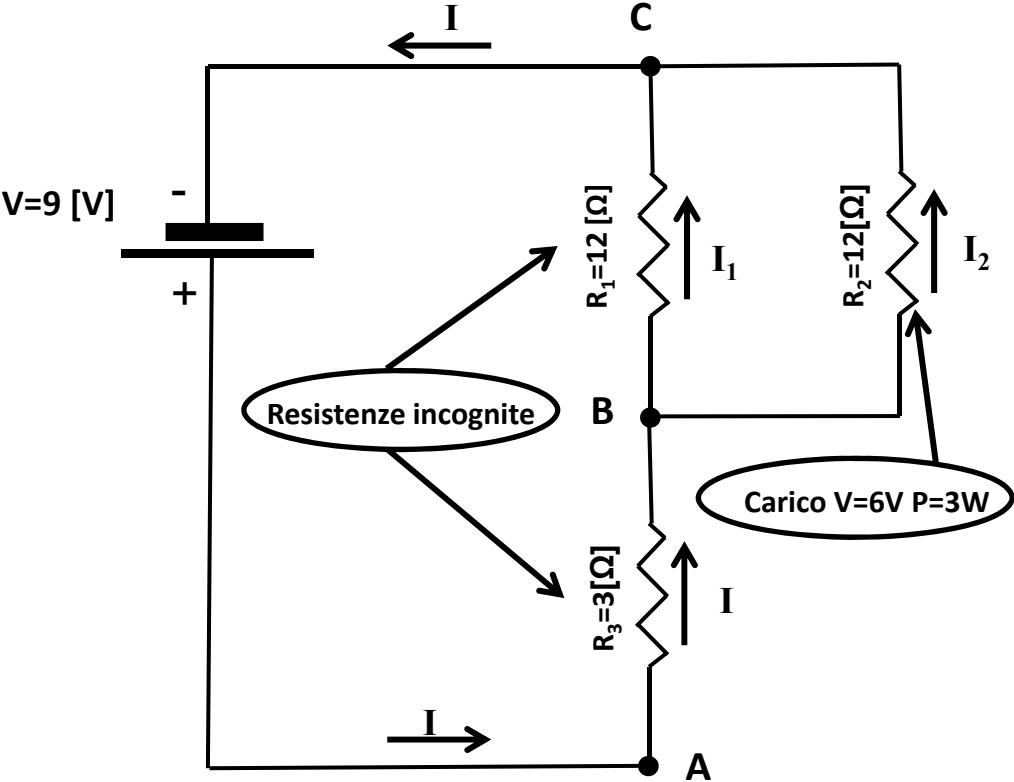 I
C
-
V=9 [V]
+
R₁=12 [Ω]
I₁
R₂=12[Ω]
I₂
Resistenze incognite
B
Carico V=6V P=3W
R₃=3[Ω]
I
I
A